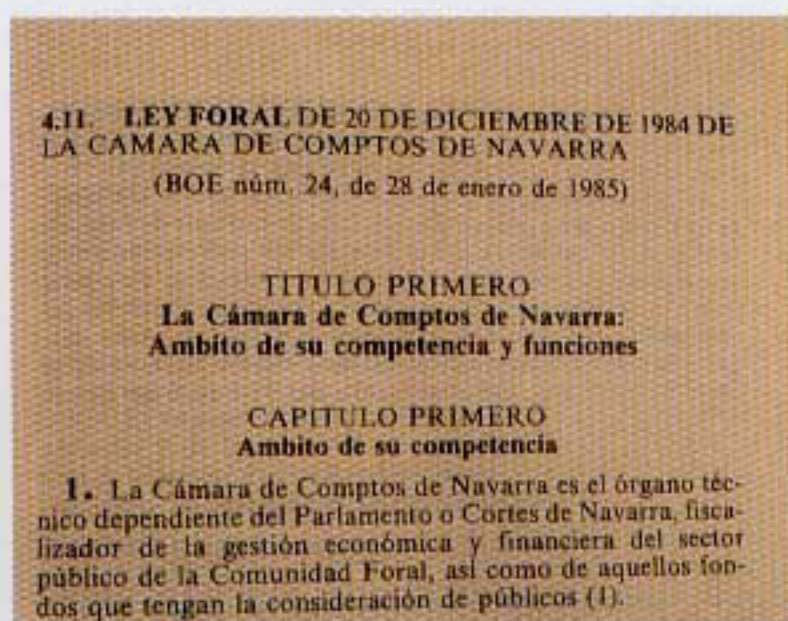 4.11. LEY FORAL DE 20 DE DICIEMBRE DE 1984 DE
LA CAMARA DE COMPTOS DE NAVARRA
(BOE núm. 24, de 28 de enero de 1985)
TITULO PRIMERO
La Cámara de Comptos de Navarra:
Ambito de su competencia y funciones
CAPITULO PRIMERO
Ambito de su competencia
1. La Cámara de Comptos de Navarra es el órgano téc-
nico dependiente del Parlamento o Cortes de Navarra, fisca-
lizador de la gestión económica y financiera del sector
público de la Comunidad Foral, así como de aquellos fon-
dos que tengan la consideración de públicos (1).